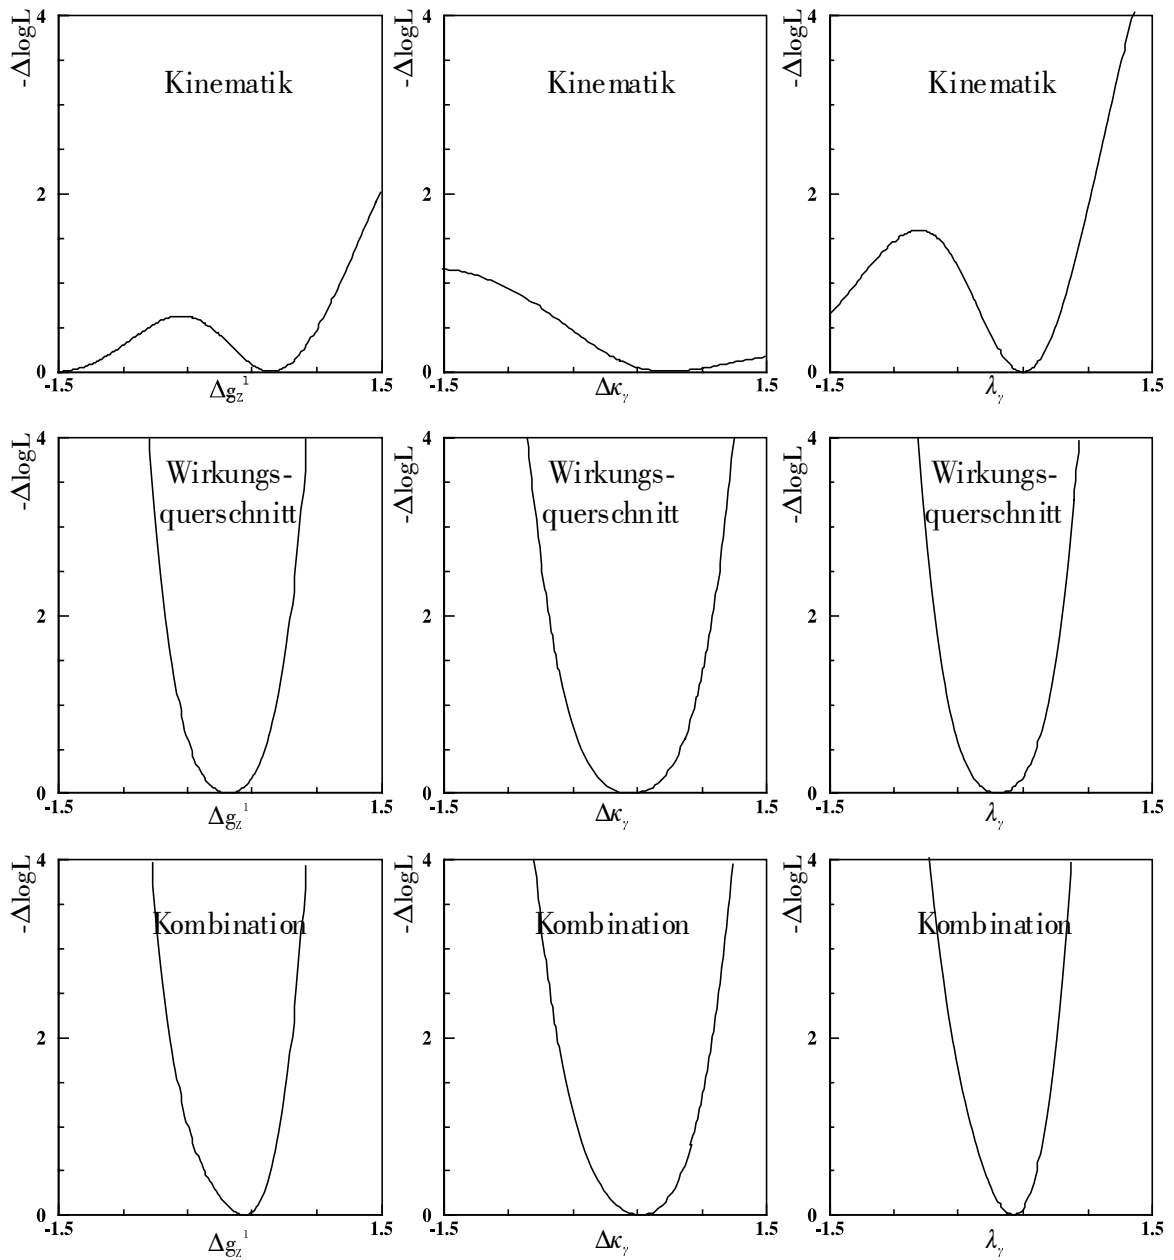 -ΔlogL
4
2
0
-1.5
1.5
Kinematik
Δg_Z^1
-ΔlogL
4
2
0
-1.5
1.5
Kinematik
Δκ_γ
-ΔlogL
4
2
0
-1.5
1.5
Kinematik
λ_γ
-ΔlogL
4
2
0
-1.5
1.5
Wirkungs-
querschnitt
Δg_Z^1
-ΔlogL
4
2
0
-1.5
1.5
Wirkungs-
querschnitt
Δκ_γ
-ΔlogL
4
2
0
-1.5
1.5
Wirkungs-
querschnitt
λ_γ
-ΔlogL
4
2
0
-1.5
1.5
Kombination
Δg_Z^1
-ΔlogL
4
2
0
-1.5
1.5
Kombination
Δκ_γ
-ΔlogL
4
2
0
-1.5
1.5
Kombination
λ_γ